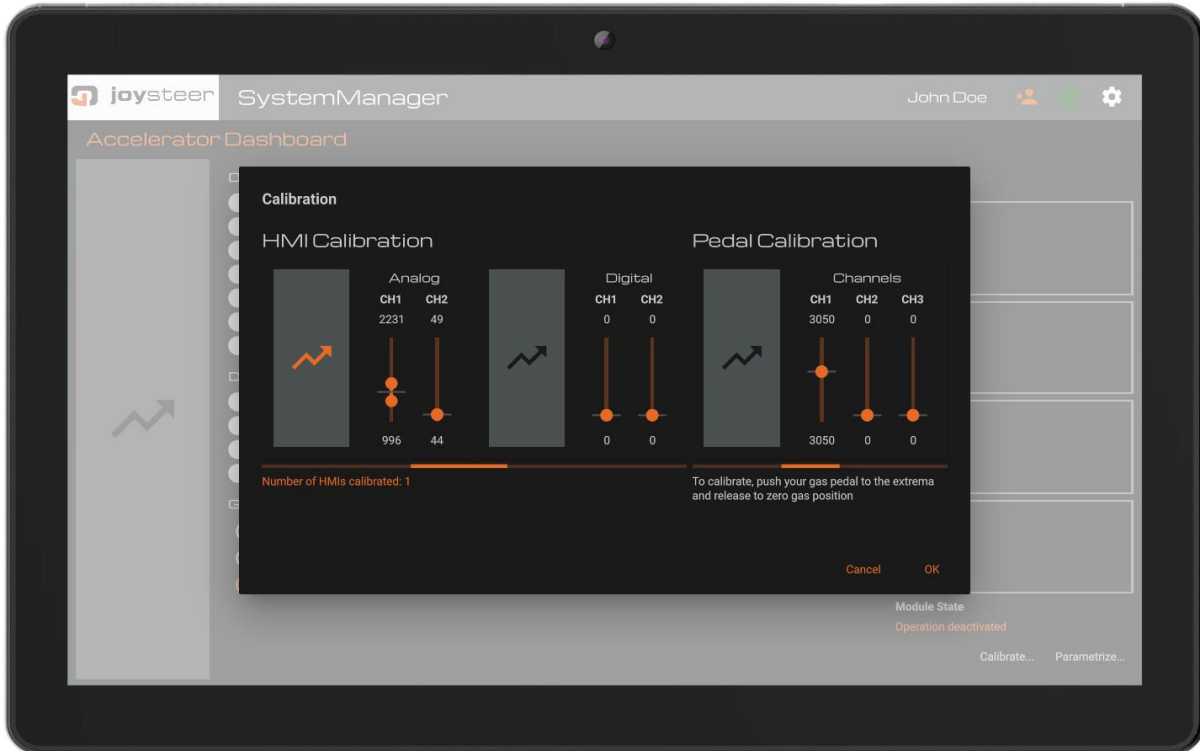 joysteer
SystemManager
John Doe
Accelerator Dashboard
Calibration
HMI Calibration
Pedal Calibration
Analog
Digital
Channels
CH1 CH2
CH1 CH2
CH1 CH2 CH3
2231 49
0 0
3050 0 0
996 44
0 0
3050 0 0
Number of HMIs calibrated: 1
To calibrate, push your gas pedal to the extrema
and release to zero gas position
Cancel OK
Module State
Operation deactivated
Calibrate... Parametrize...